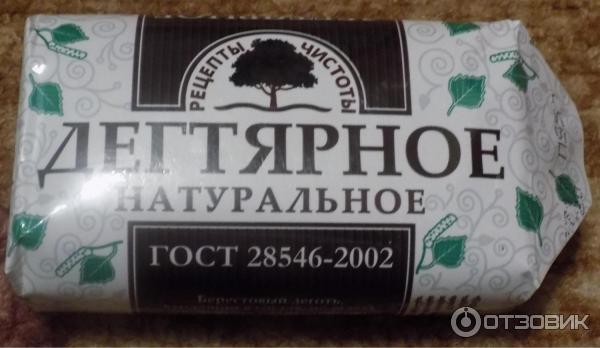 РЕЦЕПТЫ ЧИСТОТЫ
ДЕГТЯРНОЕ
НАТУРАЛЬНОЕ
ГОСТ 28546-2002
Берестовый деготь,
ОТЗОВИК